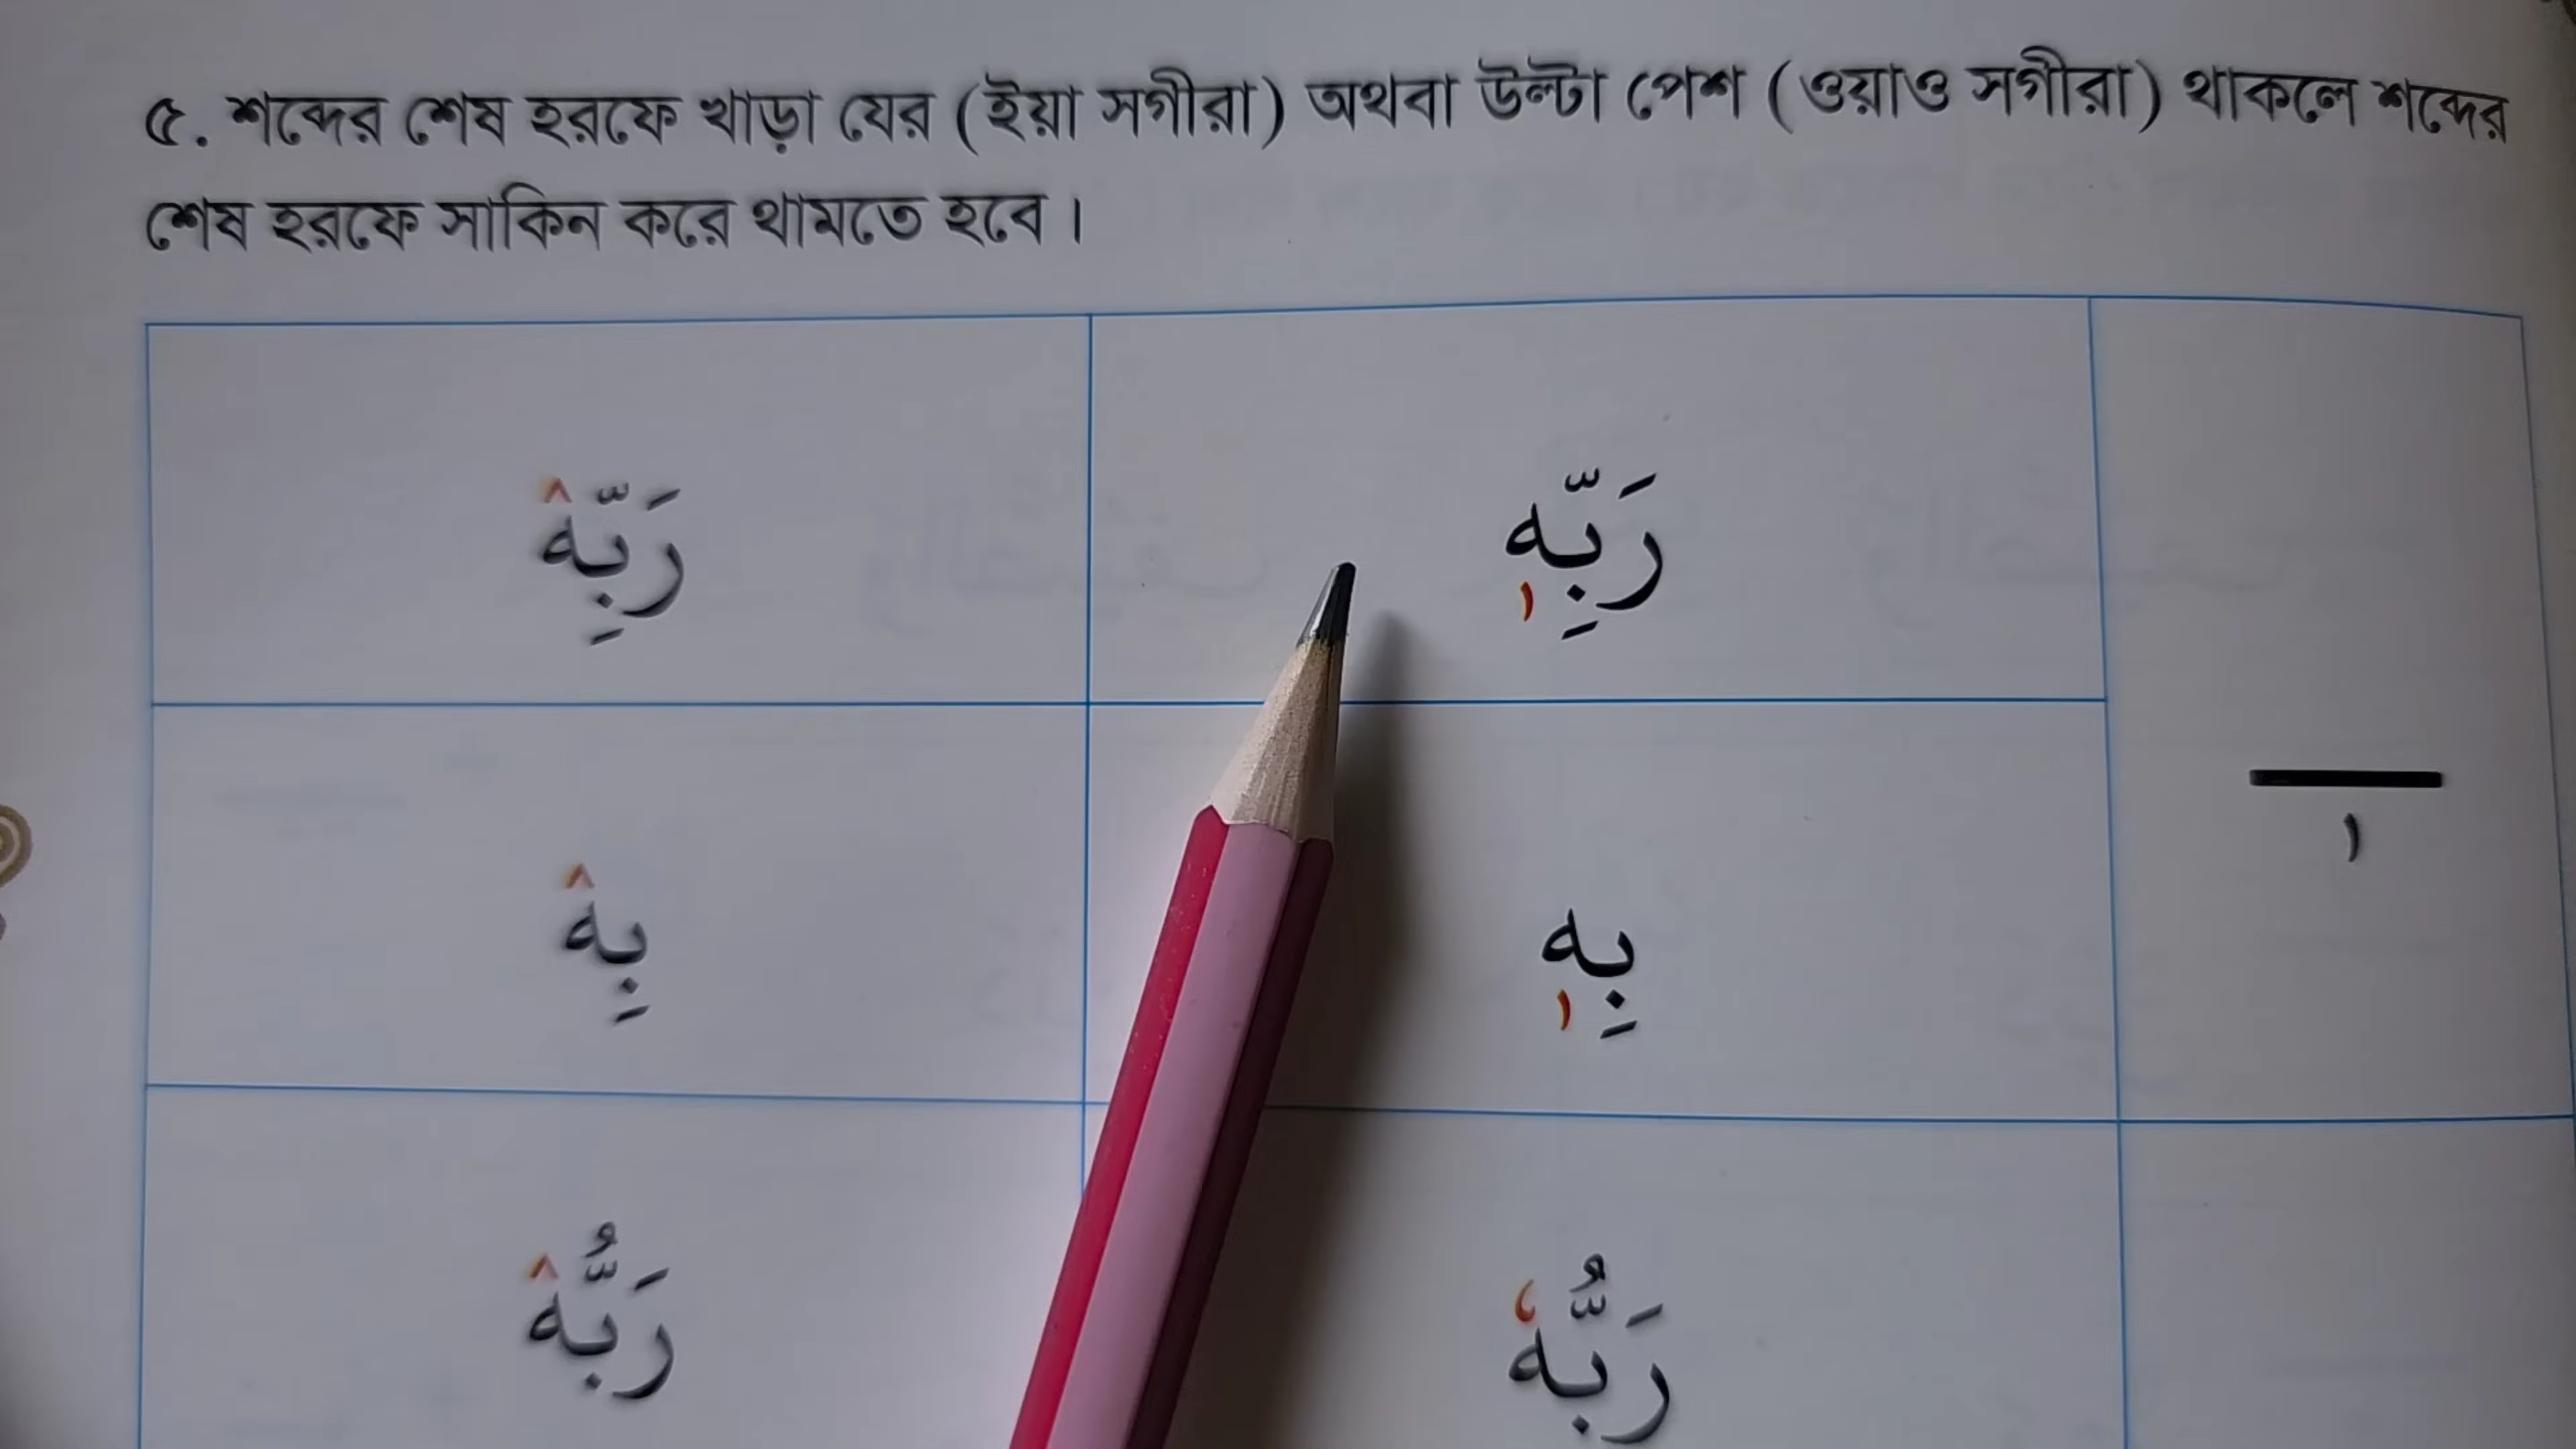 ৫. শব্দের শেষ হরফে খাড়া যের (ইয়া সগীরা) অথবা উল্টা পেশ (ওয়াও সগীরা) থাকলে শব্দের
শেষ হরফে সাকিন করে থামতে হবে।
رَبِّهٖ رَبِّهْ
ـٖ
بِهٖ بِهْ
رَبُّهٗ رَبُّهْ